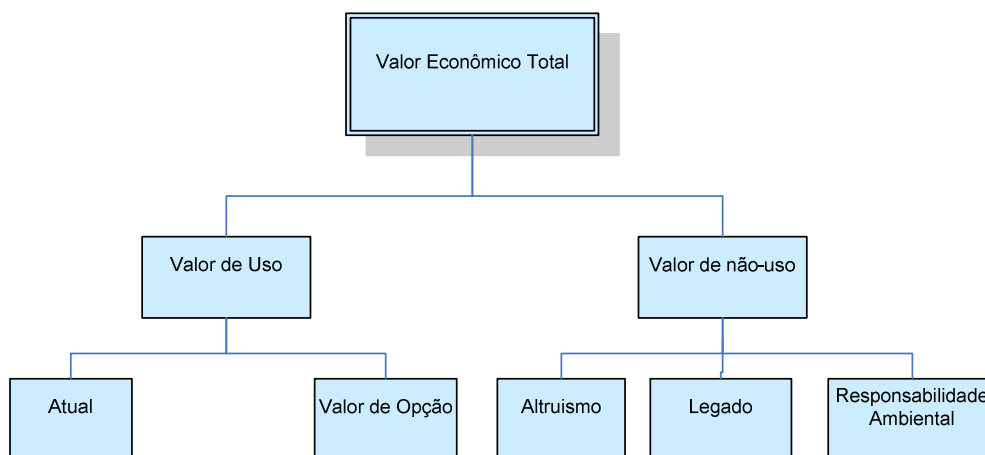 Valor Econômico Total
Valor de Uso
Valor de não-uso
Atual
Valor de Opção
Altruismo
Legado
Responsabilidade
Ambiental